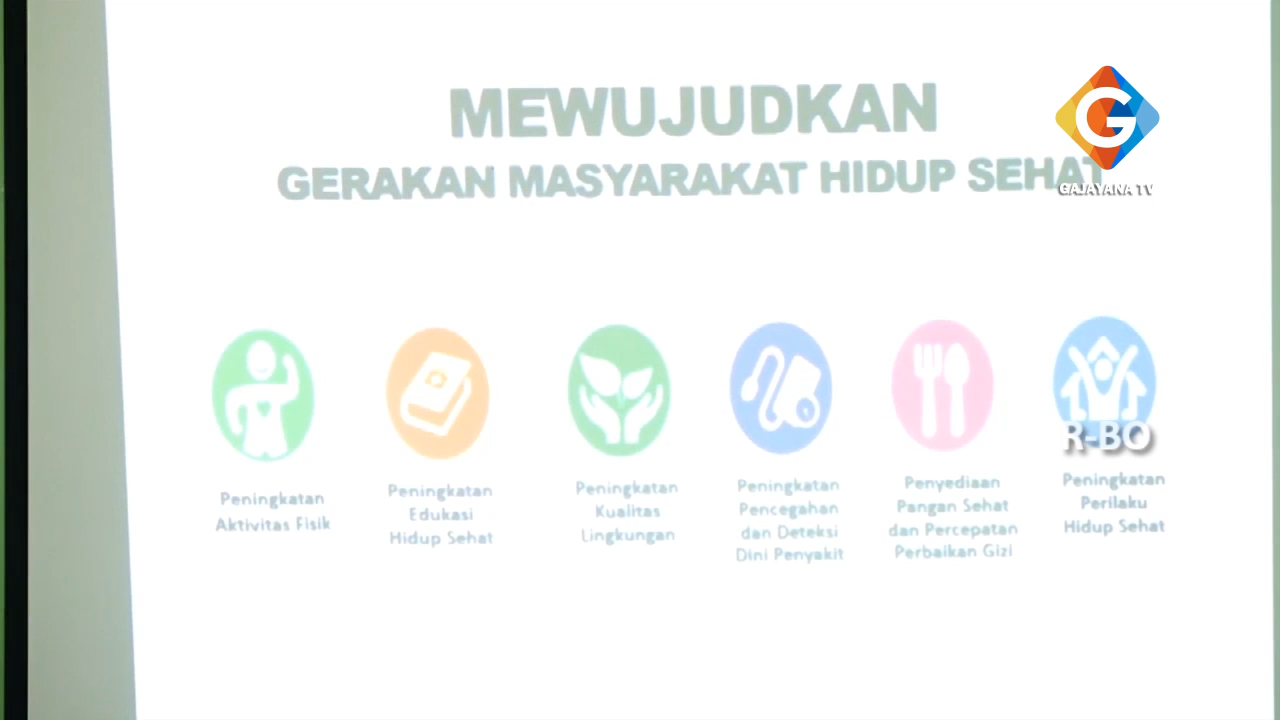 MEWUJUDKAN
GERAKAN MASYARAKAT HIDUP SEHAT
G
GAJAYANA TV
R-BO
Peningkatan
Aktivitas Fisik
Peningkatan
Edukasi
Hidup Sehat
Peningkatan
Kualitas
Lingkungan
Peningkatan
Pencegahan
dan Deteksi
Dini Penyakit
Penyediaan
Pangan Sehat
dan Percepatan
Perbaikan Gizi
Peningkatan
Perilaku
Hidup Sehat